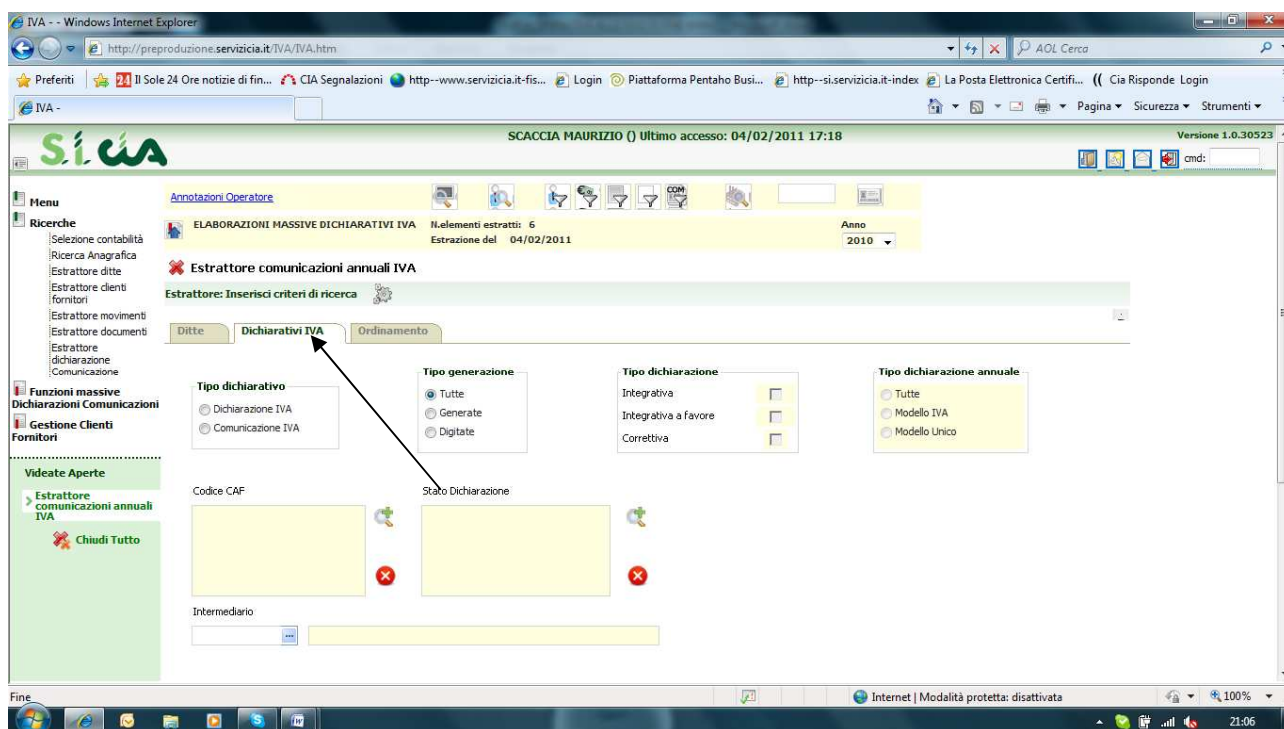 IVA - - Windows Internet Explorer
http://preproduzione.servizicia.it/IVA/IVA.htm
AOL Cerca
Preferiti
24 Il Sole 24 Ore notizie di fin... CIA Segnalazioni http--www.servizicia.it-fis... Login Piattaforma Pentaho Busi... http--si.servizicia.it-index La Posta Elettronica Certifi... Cia Risponde Login
IVA -
Pagina Sicurezza Strumenti
S.í. cia
SCACCIA MAURIZIO () Ultimo accesso: 04/02/2011 17:18
Versione 1.0.30523
cmd:
Menu
Ricerche
Selezione contabilità
Ricerca Anagrafica
Estrattore ditte
Estrattore clienti
fornitori
Estrattore movimenti
Estrattore documenti
Estrattore
dichiarazione
Comunicazione
Funzioni massive
Dichiarazioni Comunicazioni
Gestione Clienti
Fornitori
Videate Aperte
Estrattore
comunicazioni annuali
IVA
Chiudi Tutto
Annotazioni Operatore
COM
ELABORAZIONI MASSIVE DICHIARATIVI IVA
N.elementi estratti: 6
Estrazione del 04/02/2011
Anno
2010
Estrattore comunicazioni annuali IVA
Estrattore: Inserisci criteri di ricerca
Ditte
Dichiarativi IVA
Ordinamento
Tipo dichiarativo
Dichiarazione IVA
Comunicazione IVA
Tipo generazione
Tutte
Generate
Digitate
Tipo dichiarazione
Integrativa
Integrativa a favore
Correttiva
Tipo dichiarazione annuale
Tutte
Modello IVA
Modello Unico
Codice CAF
Stato Dichiarazione
Intermediario
...
Fine
Internet | Modalità protetta: disattivata
100%
21:06